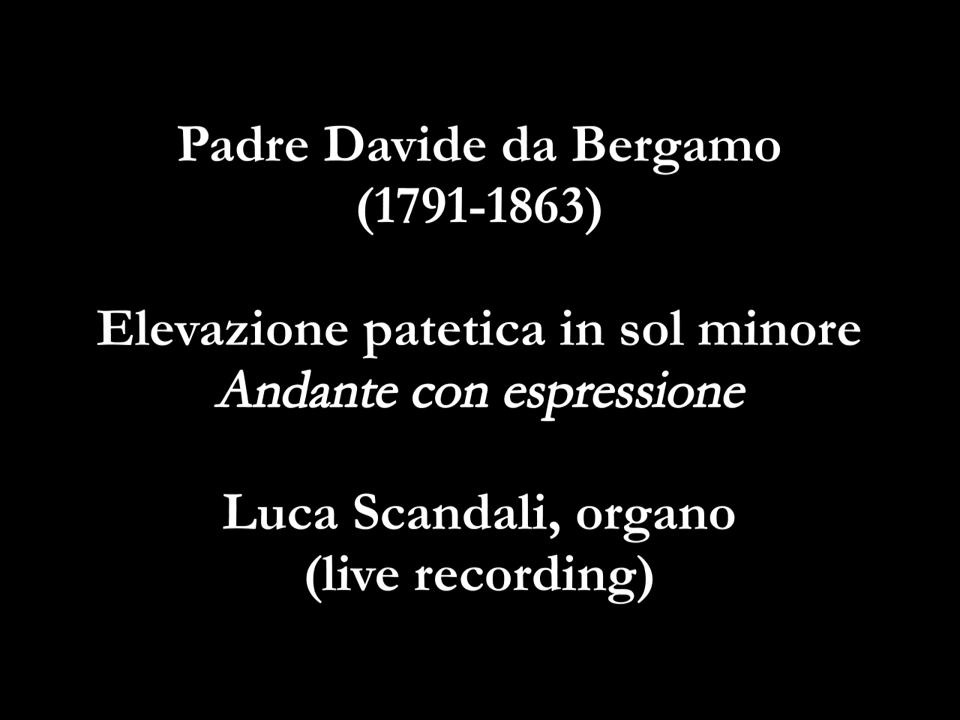 Padre Davide da Bergamo
(1791-1863)
Elevazione patetica in sol minore
Andante con espressione
Luca Scandali, organo
(live recording)